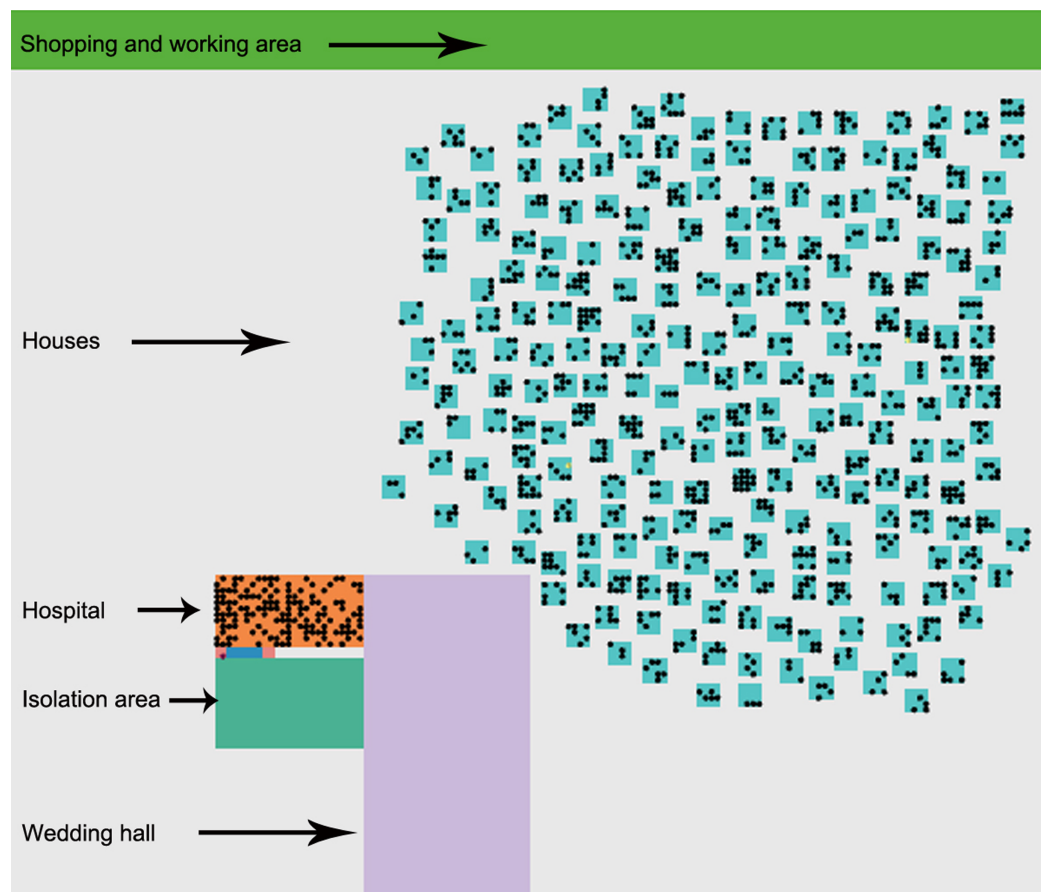 Shopping and working area
Houses
Hospital
Isolation area
Wedding hall